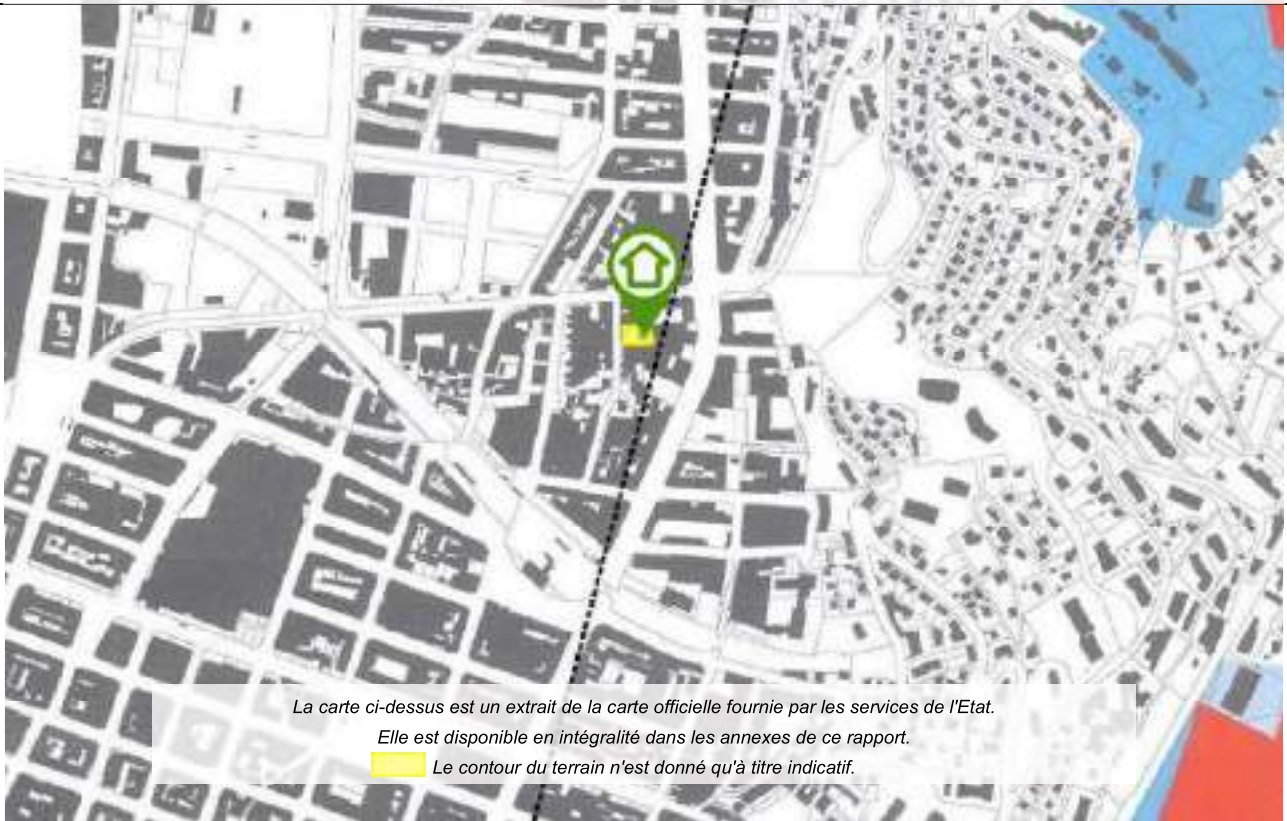 La carte ci-dessus est un extrait de la carte officielle fournie par les services de l'Etat.
Elle est disponible en intégralité dans les annexes de ce rapport.
Le contour du terrain n'est donné qu'à titre indicatif.